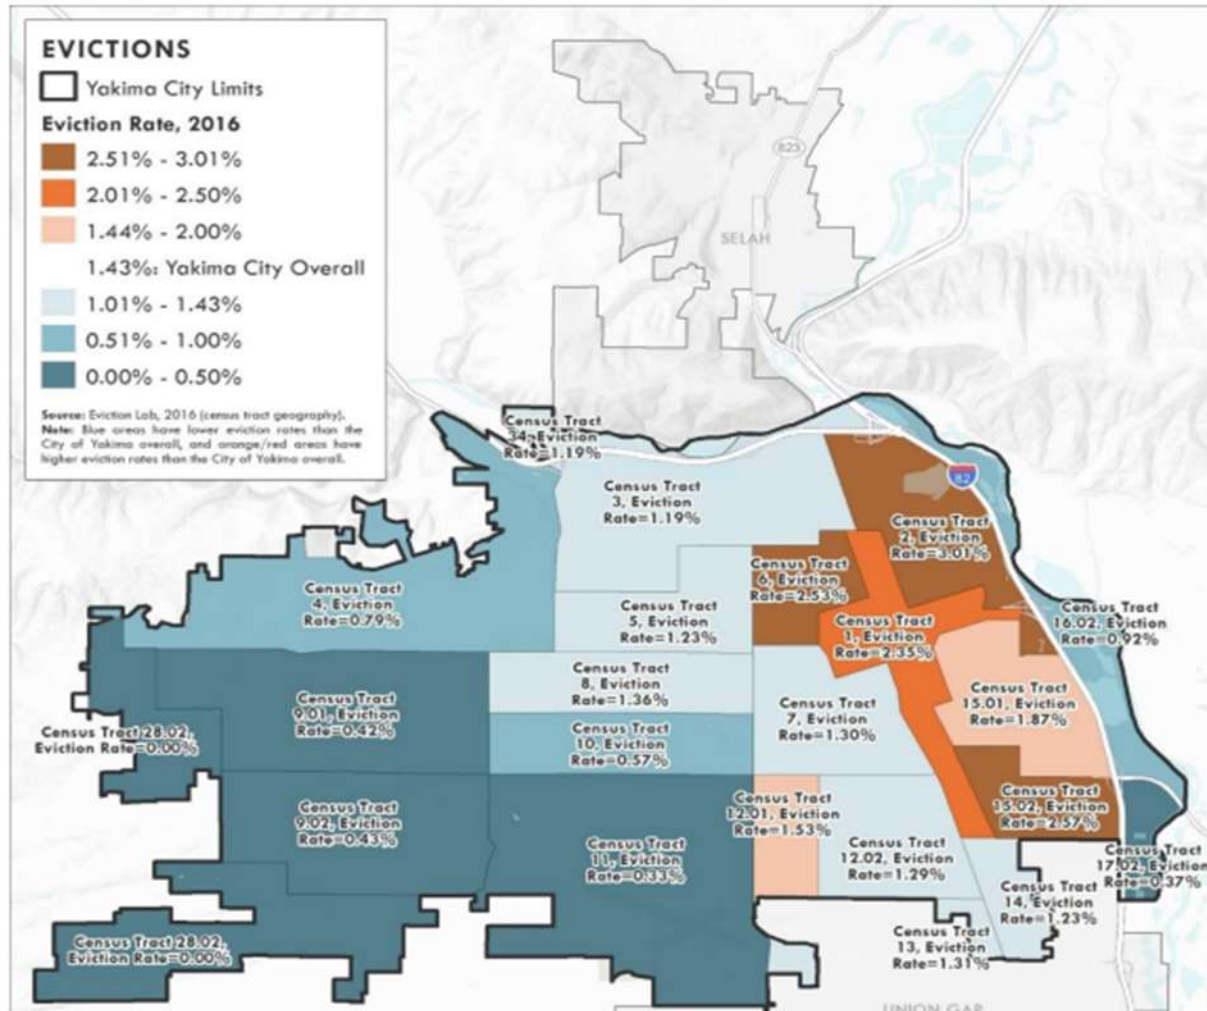 EVICTIONS
Yakima City Limits
Eviction Rate, 2016
2.51% - 3.01%
2.01% - 2.50%
1.44% - 2.00%
1.43%: Yakima City Overall
1.01% - 1.43%
0.51% - 1.00%
0.00% - 0.50%
Source: Eviction Lab, 2016 (census tract geography).
Note: Blue areas have lower eviction rates than the
City of Yakima overall, and orange/red areas have
higher eviction rates than the City of Yakima overall.
823
SELAH
Census Tract
34, Eviction
Rate=1.19%
82
Census Tract
3, Eviction
Rate=1.19%
Census Tract
2, Eviction
Rate=3.01%
Census Tract
6, Eviction
Rate=2.53%
Census Tract
4, Eviction
Rate=0.79%
Census Tract
5, Eviction
Rate=1.23%
Census Tract
1, Eviction
Rate=2.35%
Census Tract
16.02, Eviction
Rate=0.92%
Census Tract
8, Eviction
Rate=1.36%
Census Tract
9.01, Eviction
Rate=0.42%
Census Tract
7, Eviction
Rate=1.30%
Census Tract
15.01, Eviction
Rate=1.87%
Census Tract 28.02,
Eviction Rate=0.00%
Census Tract
10, Eviction
Rate=0.57%
Census Tract
9.02, Eviction
Rate=0.43%
Census Tract
12.01, Eviction
Rate=1.53%
Census Tract
15.02, Eviction
Rate=2.57%
Census Tract
11, Eviction
Rate=0.33%
Census Tract
12.02, Eviction
Rate=1.29%
Census Tract
17.02, Eviction
Rate=0.37%
Census Tract
14, Eviction
Rate=1.23%
Census Tract 28.02,
Eviction Rate=0.00%
Census Tract
13, Eviction
Rate=1.31%
UNION GAP